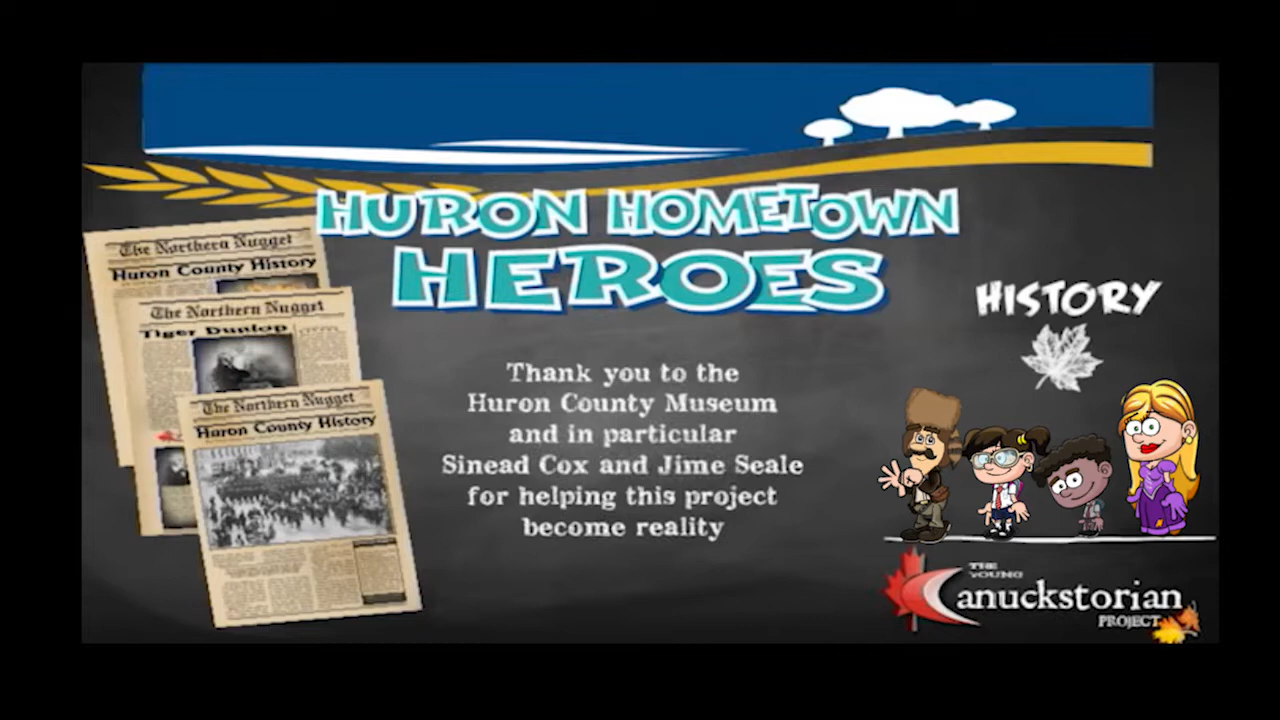 HURON HOMETOWN
HEROES
The Northern Nugget
Huron County History
The Northern Nugget
Tiger Dunlop
The Northern Nugget
Huron County History
Thank you to the
Huron County Museum
and in particular
Sinead Cox and Jime Seale
for helping this project
become reality
HISTORY
THE
YOUNG
Canuckstorian
PROJECT